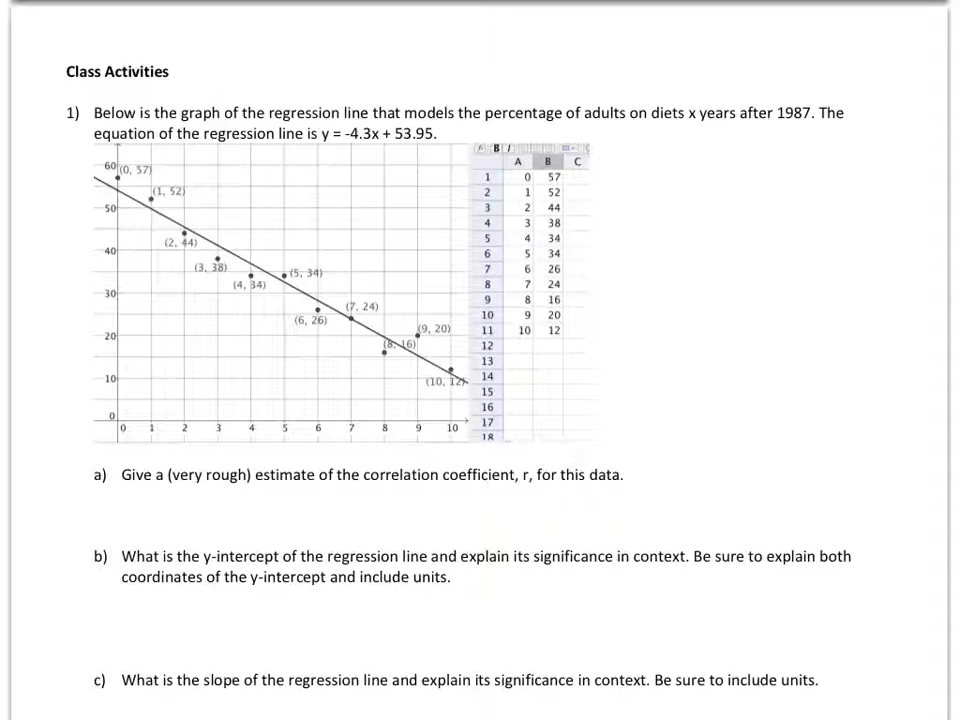 Class Activities
1) Below is the graph of the regression line that models the percentage of adults on diets x years after 1987. The
equation of the regression line is y = -4.3x + 53.95.
60
50
40
30
20
10
0
0 1 2 3 4 5 6 7 8 9 10
(0, 57)
(1, 52)
(2, 44)
(3, 38)
(4, 34)
(5, 34)
(6, 26)
(7, 24)
(8, 16)
(9, 20)
(10, 12)
B I
A B C
1 0 57
2 1 52
3 2 44
4 3 38
5 4 34
6 5 34
7 6 26
8 7 24
9 8 16
10 9 20
11 10 12
12
13
14
15
16
17
18
a) Give a (very rough) estimate of the correlation coefficient, r, for this data.
b) What is the y-intercept of the regression line and explain its significance in context. Be sure to explain both
coordinates of the y-intercept and include units.
c) What is the slope of the regression line and explain its significance in context. Be sure to include units.